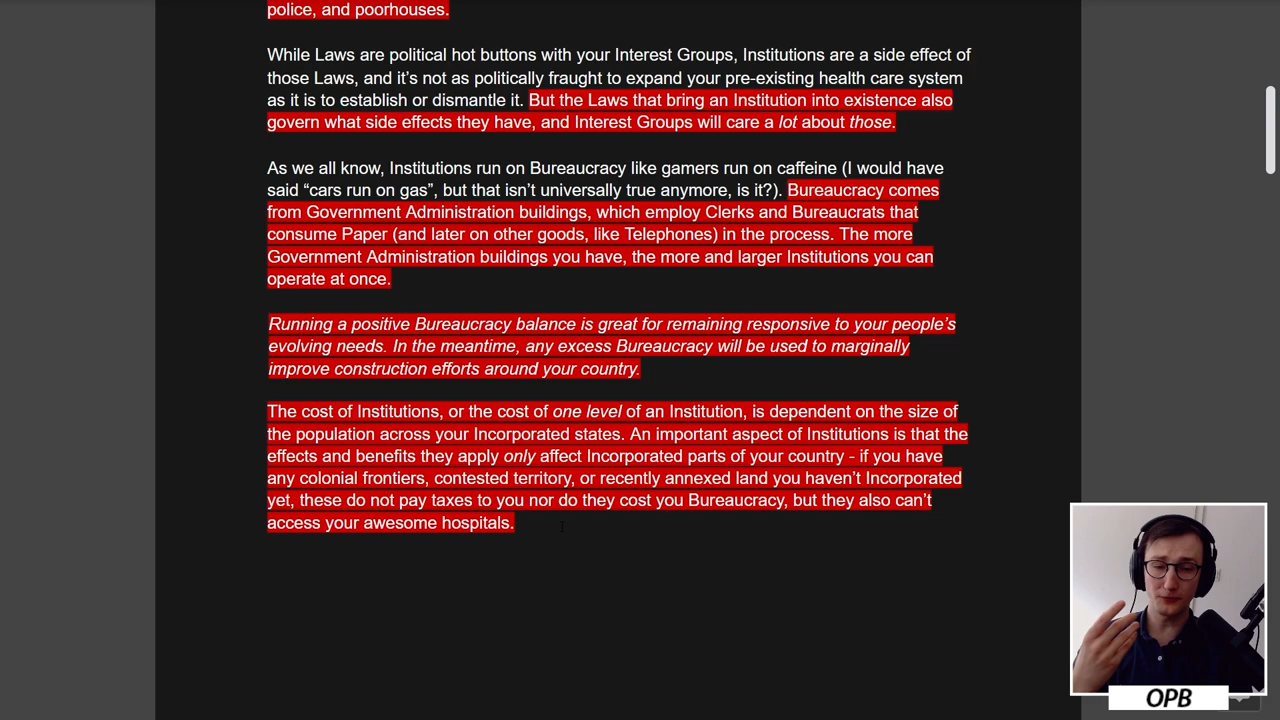 police, and poorhouses.
While Laws are political hot buttons with your Interest Groups, Institutions are a side effect of
those Laws, and it’s not as politically fraught to expand your pre-existing health care system
as it is to establish or dismantle it. But the Laws that bring an Institution into existence also
govern what side effects they have, and Interest Groups will care a lot about those.
As we all know, Institutions run on Bureaucracy like gamers run on caffeine (I would have
said “cars run on gas”, but that isn’t universally true anymore, is it?). Bureaucracy comes
from Government Administration buildings, which employ Clerks and Bureaucrats that
consume Paper (and later on other goods, like Telephones) in the process. The more
Government Administration buildings you have, the more and larger Institutions you can
operate at once.
Running a positive Bureaucracy balance is great for remaining responsive to your people’s
evolving needs. In the meantime, any excess Bureaucracy will be used to marginally
improve construction efforts around your country.
The cost of Institutions, or the cost of one level of an Institution, is dependent on the size of
the population across your Incorporated states. An important aspect of Institutions is that the
effects and benefits they apply only affect Incorporated parts of your country - if you have
any colonial frontiers, contested territory, or recently annexed land you haven’t Incorporated
yet, these do not pay taxes to you nor do they cost you Bureaucracy, but they also can’t
access your awesome hospitals.
OPB